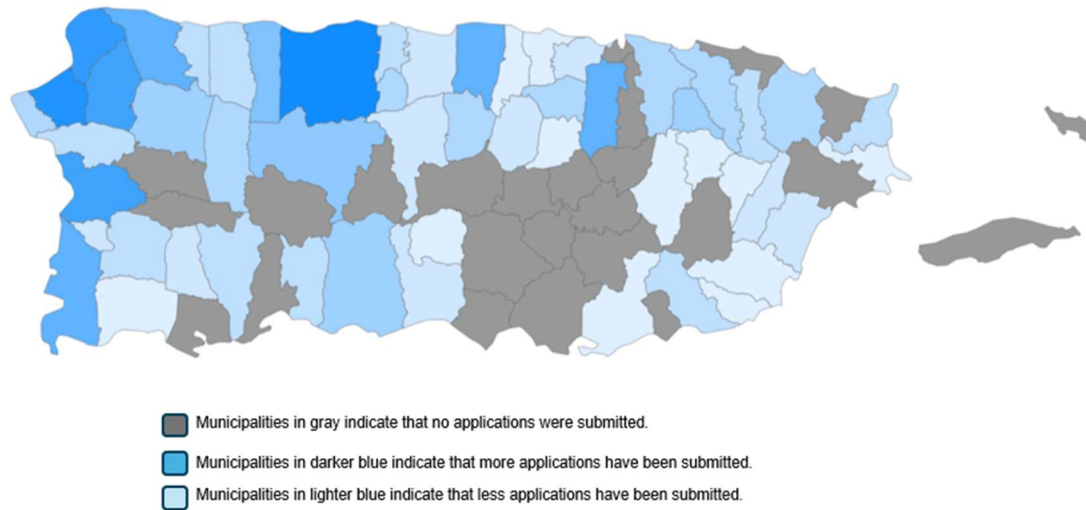 Municipalities in gray indicate that no applications were submitted.
Municipalities in darker blue indicate that more applications have been submitted.
Municipalities in lighter blue indicate that less applications have been submitted.